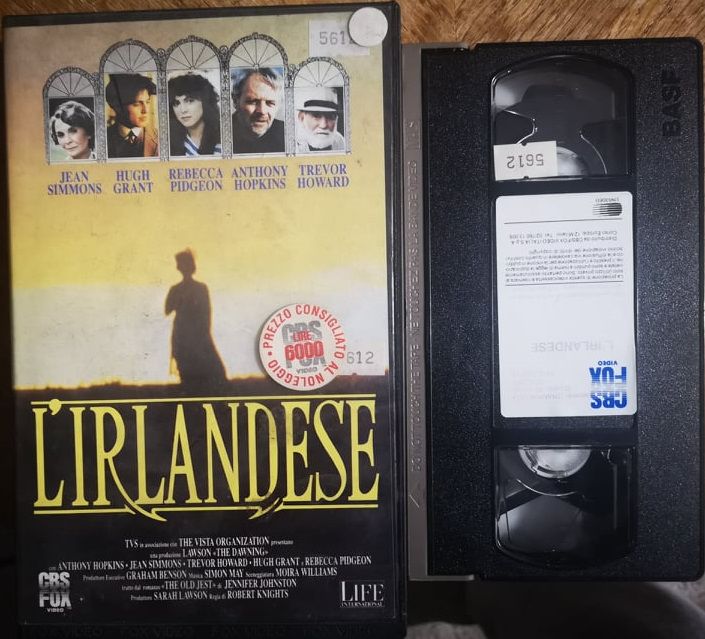 5612
JEAN SIMMONS
HUGH GRANT
REBECCA PIDGEON
ANTHONY HOPKINS
TREVOR HOWARD
PREZZO CONSIGLIATO AL NOLEGGIO
CBS
LIRE
6000
FOX
VIDEO
612
L'IRLANDESE
TVS in associazione con THE VISTA ORGANIZATION presentano
una produzione LAWSON «THE DAWNING»
con ANTHONY HOPKINS • JEAN SIMMONS • TREVOR HOWARD • HUGH GRANT e REBECCA PIDGEON
Produttore Esecutivo GRAHAM BENSON Musica SIMON MAY Sceneggiatura MOIRA WILLIAMS
tratto dal romanzo «THE OLD JEST» di JENNIFER JOHNSTON
Produttore SARAH LAWSON Regia di ROBERT KNIGHTS
CBS
FOX
VIDEO
LIFE
INTERNATIONAL
BASF
5612
L'IRLANDESE
CBS
FOX
VIDEO